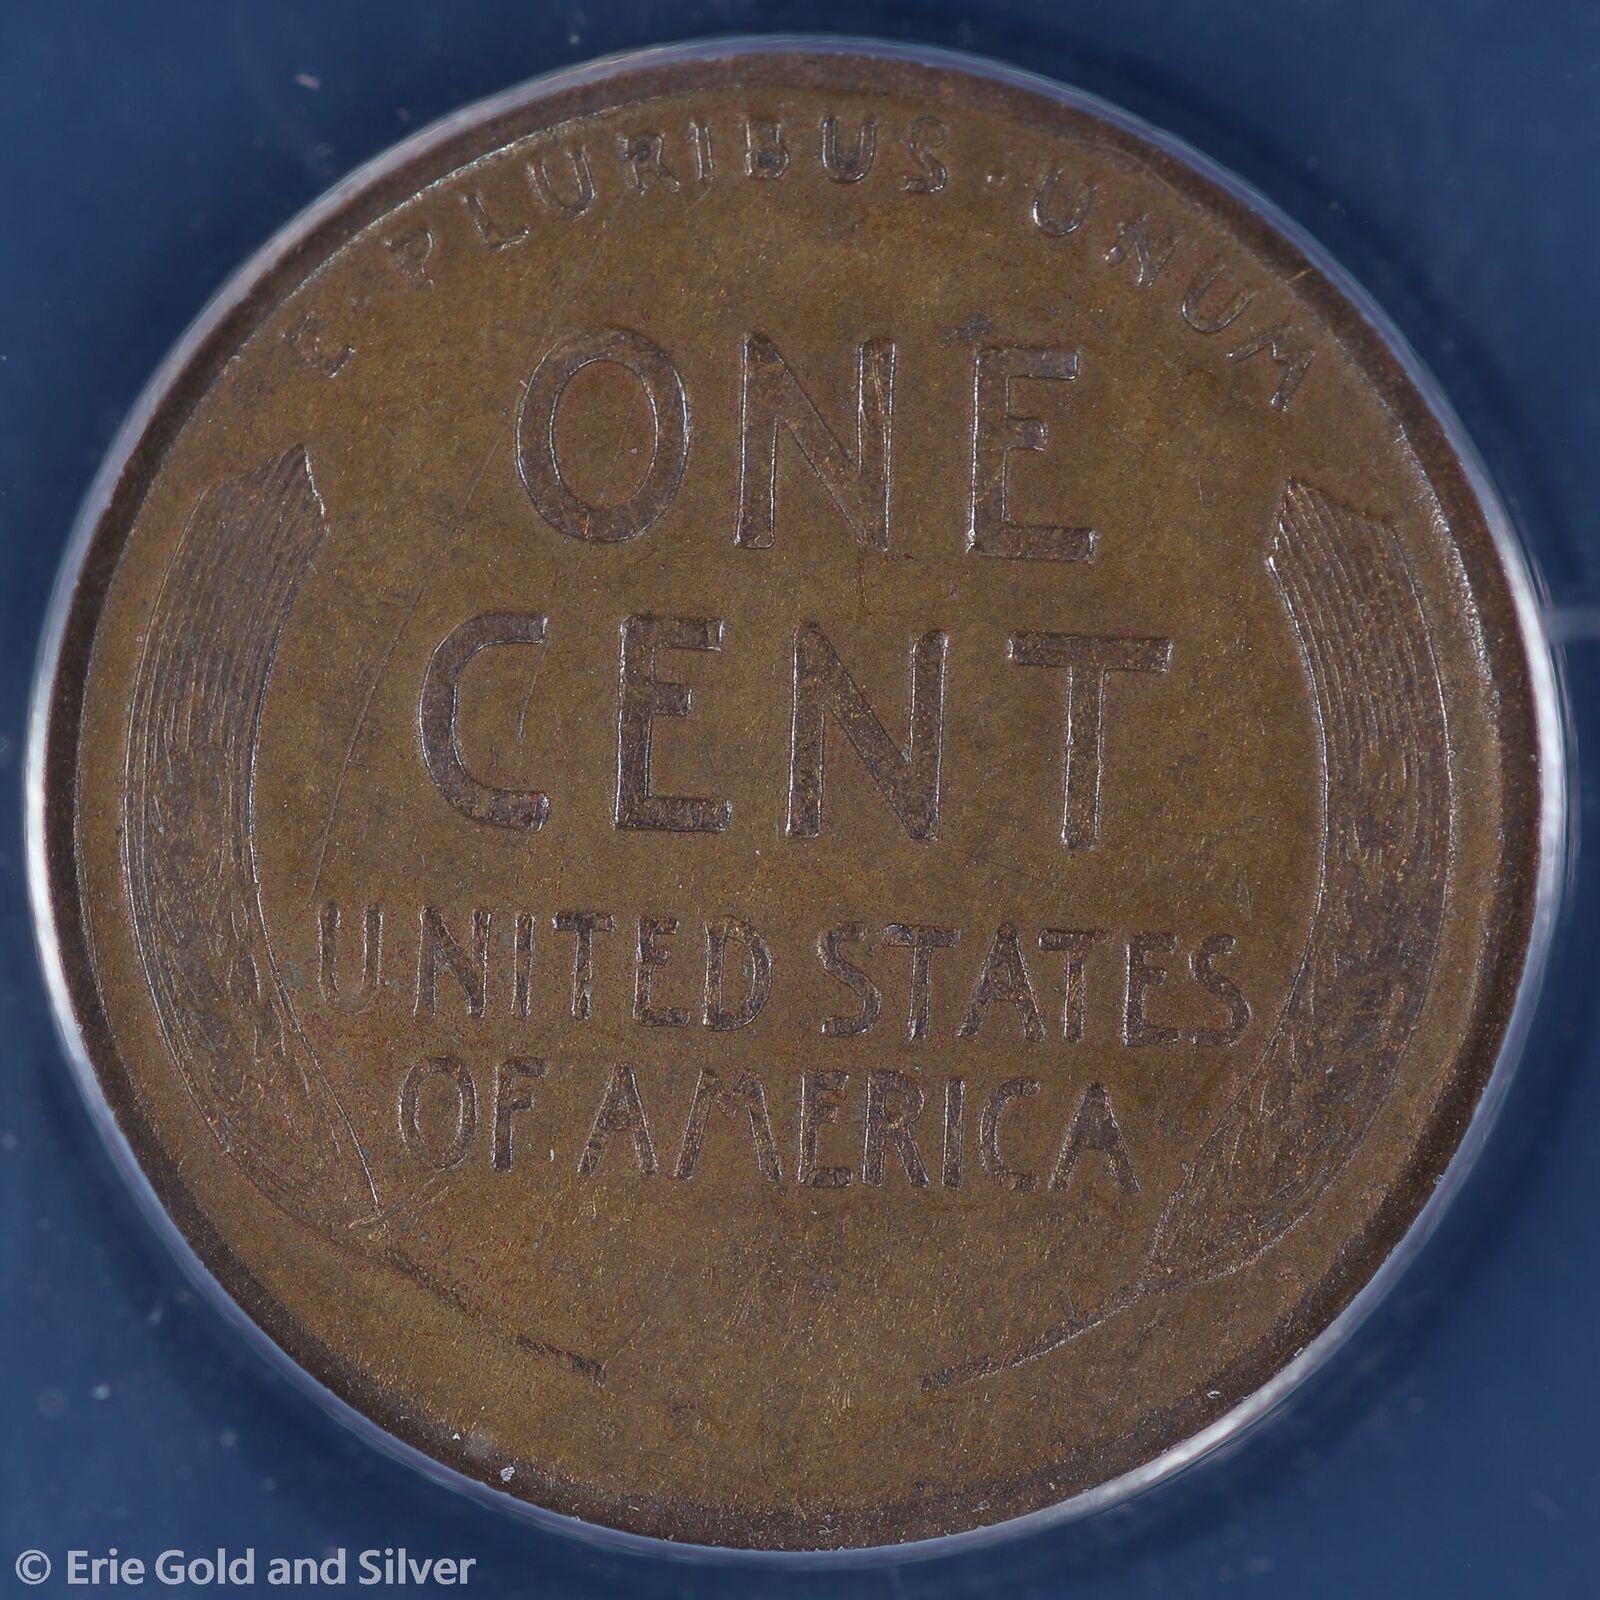 E · PLURIBUS · UNUM
ONE
CENT
UNITED STATES
OF AMERICA
© Erie Gold and Silver